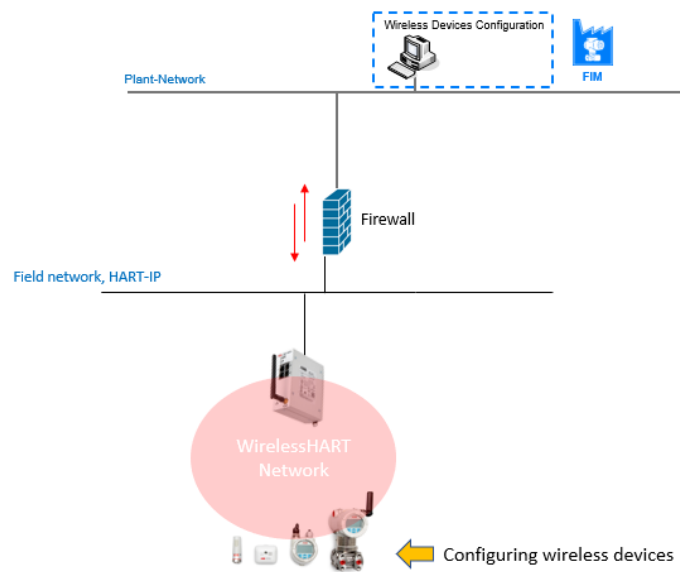 Wireless Devices Configuration
FIM
Plant-Network
Firewall
Field network, HART-IP
WirelessHART
Network
Configuring wireless devices